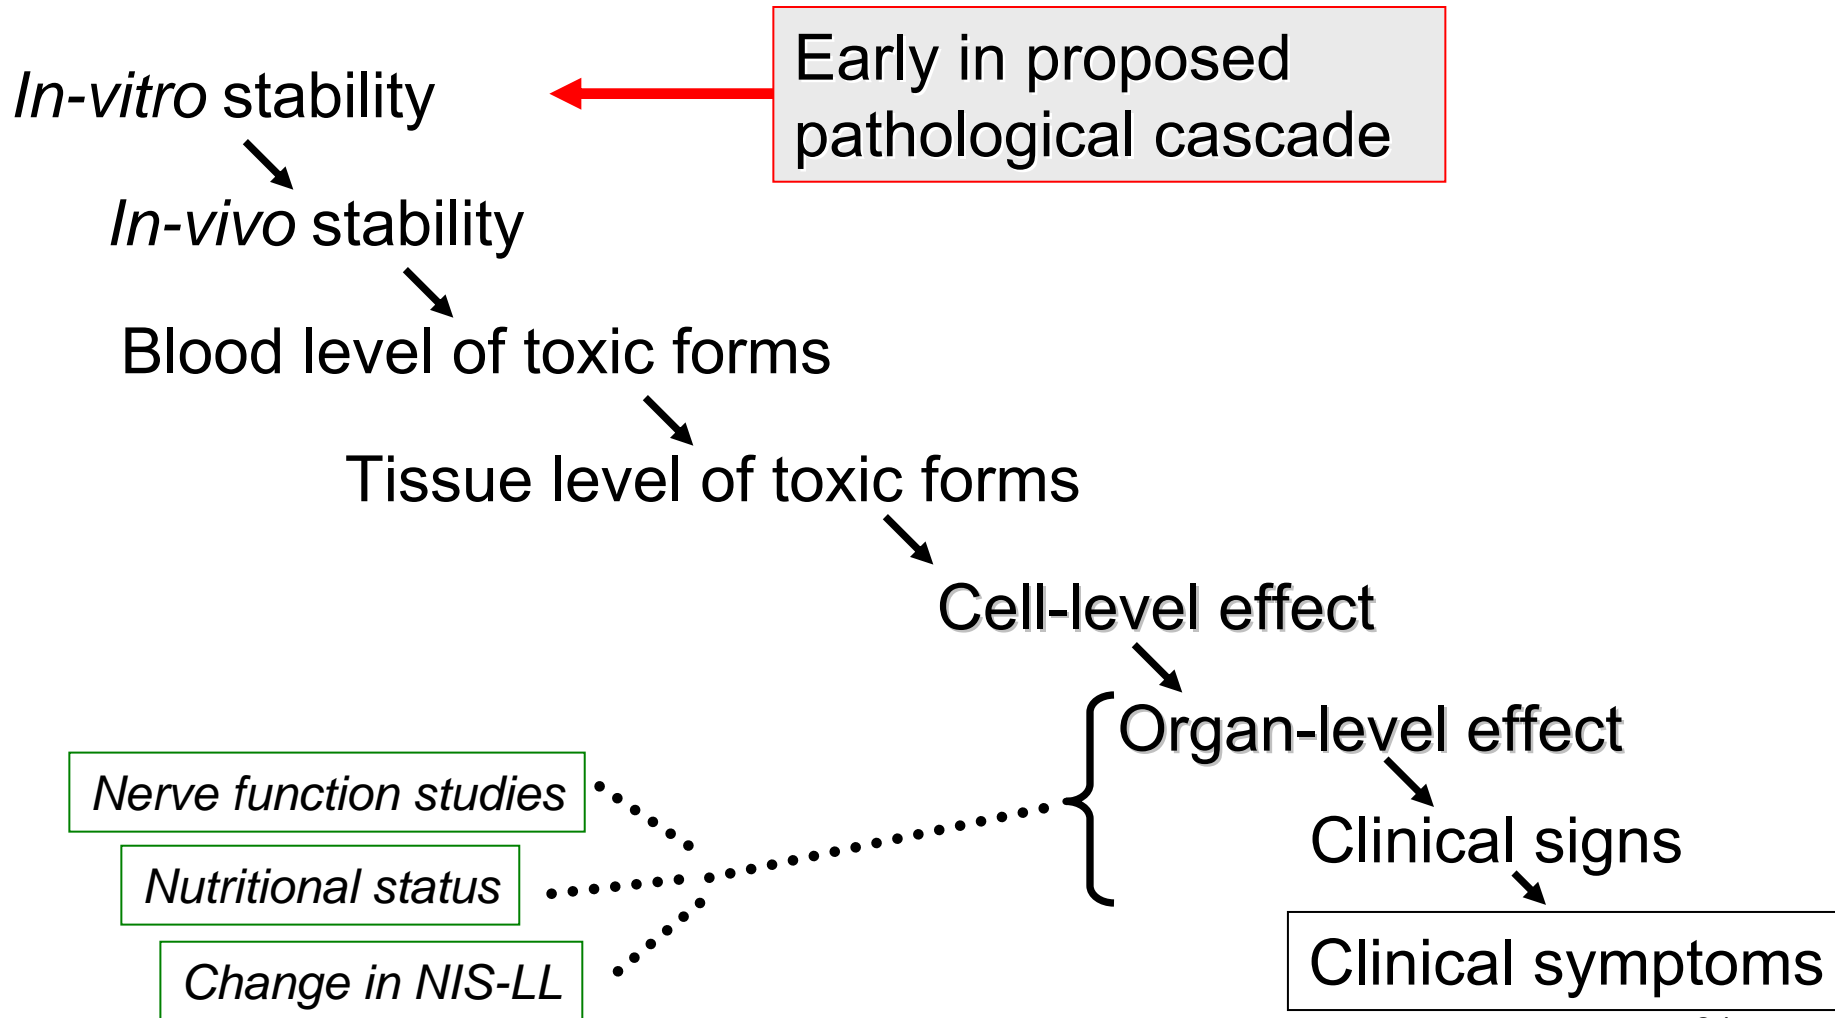 Early in proposed
pathological cascade
In-vitro stability
In-vivo stability
Blood level of toxic forms
Tissue level of toxic forms
Cell-level effect
Organ-level effect
Nerve function studies
Clinical signs
Nutritional status
Clinical symptoms
Change in NIS-LL